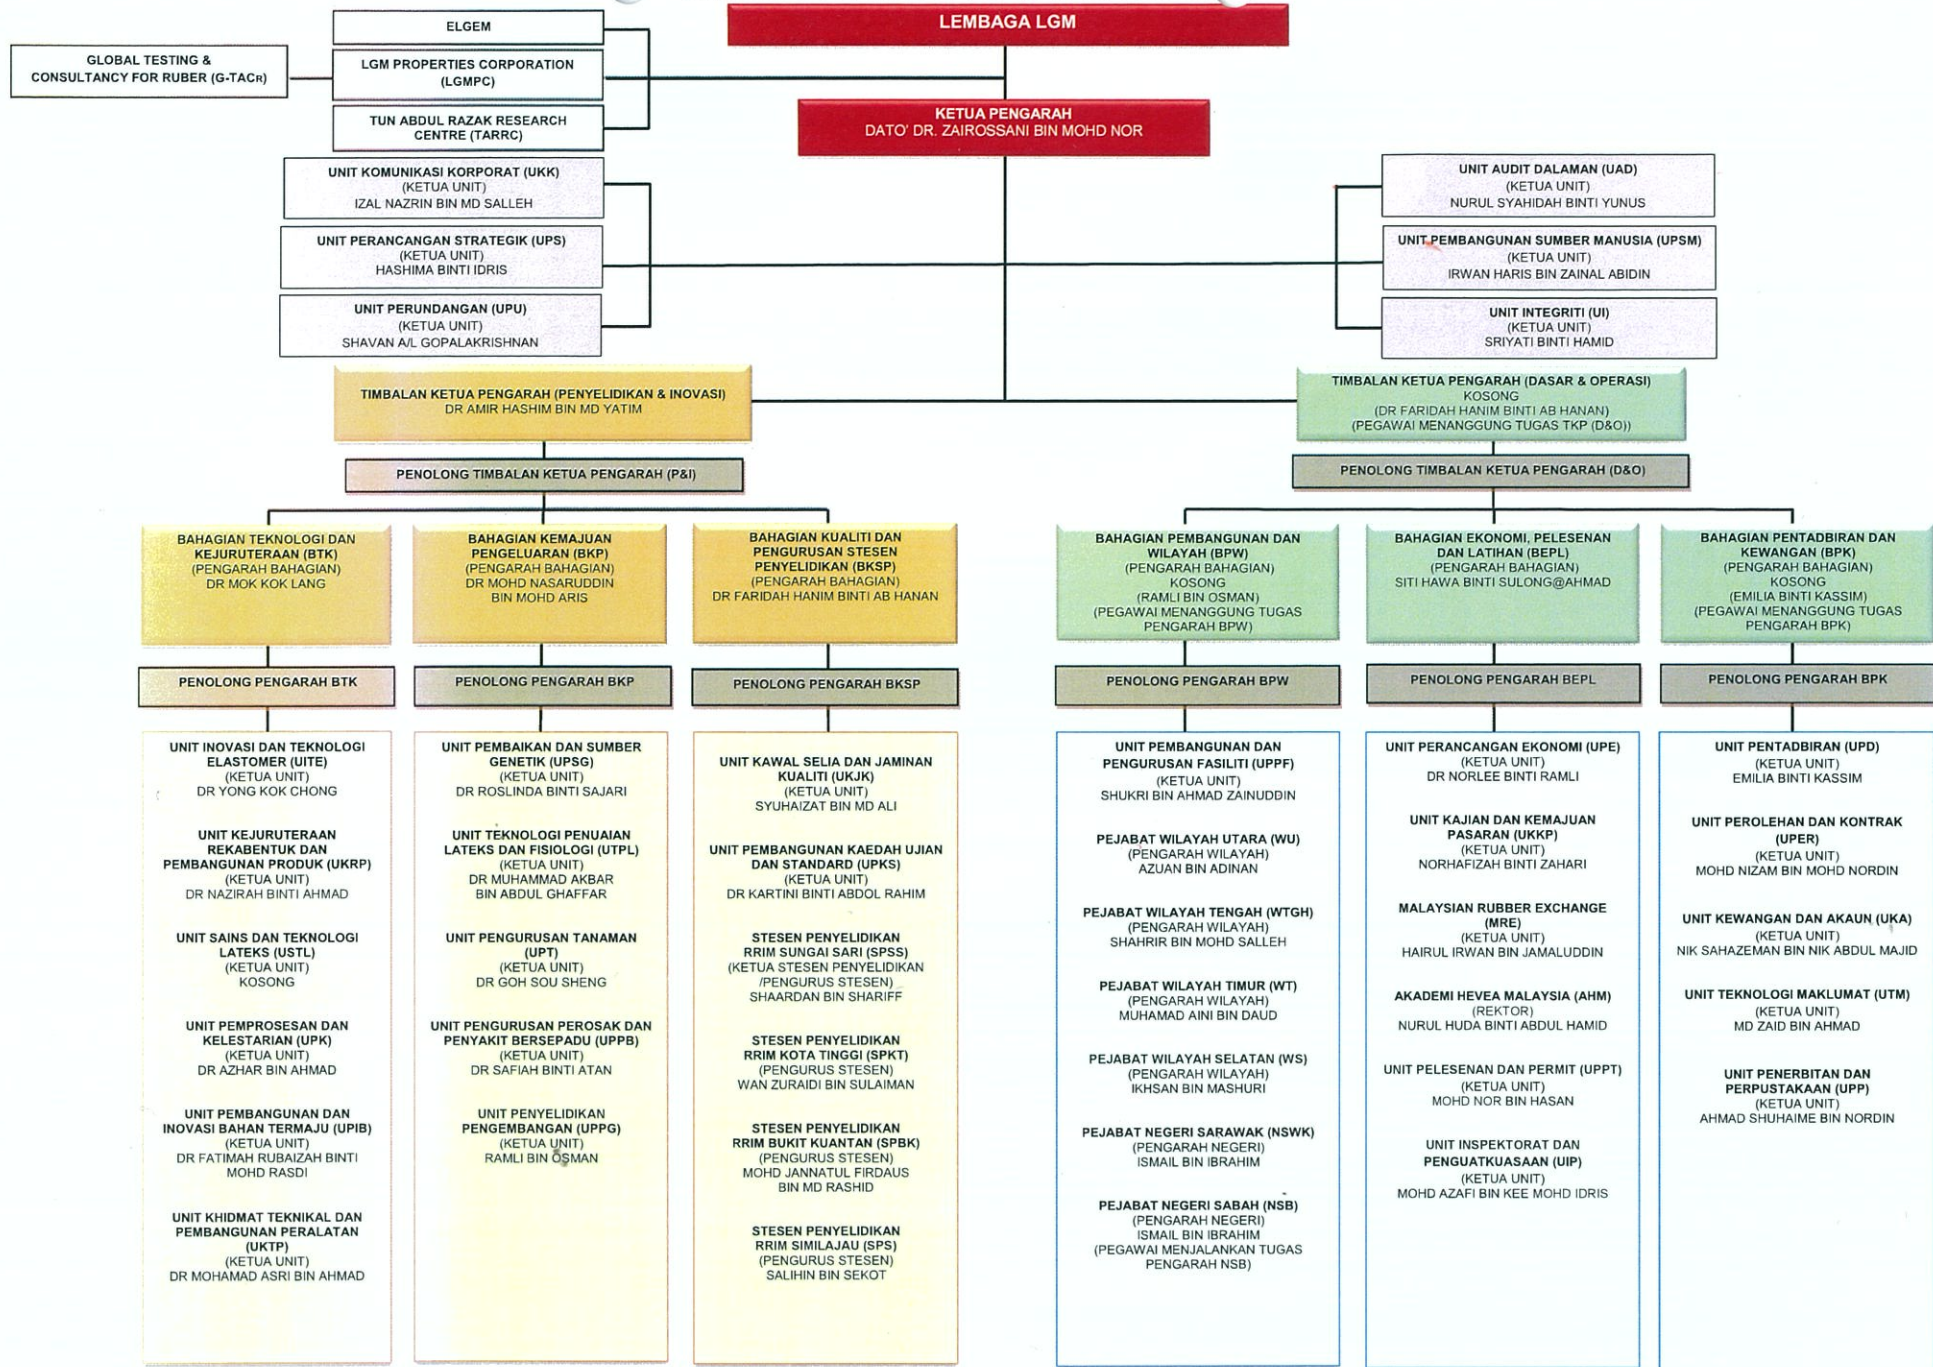 LEMBAGA LGM
ELGEM
GLOBAL TESTING &
CONSULTANCY FOR RUBER (G-TACR)
LGM PROPERTIES CORPORATION
(LGMPC)
TUN ABDUL RAZAK RESEARCH
CENTRE (TARRC)
KETUA PENGARAH
DATO' DR. ZAIROSSANI BIN MOHD NOR
UNIT KOMUNIKASI KORPORAT (UKK)
(KETUA UNIT)
IZAL NAZRIN BIN MD SALLEH
UNIT PERANCANGAN STRATEGIK (UPS)
(KETUA UNIT)
HASHIMA BINTI IDRIS
UNIT PERUNDANGAN (UPU)
(KETUA UNIT)
SHAVAN A/L GOPALAKRISHNAN
UNIT AUDIT DALAMAN (UAD)
(KETUA UNIT)
NURUL SYAHIDAH BINTI YUNUS
UNIT PEMBANGUNAN SUMBER MANUSIA (UPSM)
(KETUA UNIT)
IRWAN HARIS BIN ZAINAL ABIDIN
UNIT INTEGRITI (UI)
(KETUA UNIT)
SRIYATI BINTI HAMID
TIMBALAN KETUA PENGARAH (PENYELIDIKAN & INOVASI)
DR AMIR HASHIM BIN MD YATIM
TIMBALAN KETUA PENGARAH (DASAR & OPERASI)
KOSONG
(DR FARIDAH HANIM BINTI AB HANAN)
(PEGAWAI MENANGGUNG TUGAS TKP (D&O))
PENOLONG TIMBALAN KETUA PENGARAH (P&I)
PENOLONG TIMBALAN KETUA PENGARAH (D&O)
BAHAGIAN TEKNOLOGI DAN
KEJURUTERAAN (BTK)
(PENGARAH BAHAGIAN)
DR MOK KOK LANG
BAHAGIAN KEMAJUAN
PENGELUARAN (BKP)
(PENGARAH BAHAGIAN)
DR MOHD NASARUDDIN
BIN MOHD ARIS
BAHAGIAN KUALITI DAN
PENGURUSAN STESEN
PENYELIDIKAN (BKSP)
(PENGARAH BAHAGIAN)
DR FARIDAH HANIM BINTI AB HANAN
BAHAGIAN PEMBANGUNAN DAN
WILAYAH (BPW)
(PENGARAH BAHAGIAN)
KOSONG
(RAMLI BIN OSMAN)
(PEGAWAI MENANGGUNG TUGAS
PENGARAH BPW)
BAHAGIAN EKONOMI, PELESENAN
DAN LATIHAN (BEPL)
(PENGARAH BAHAGIAN)
SITI HAWA BINTI SULONG@AHMAD
BAHAGIAN PENTADBIRAN DAN
KEWANGAN (BPK)
(PENGARAH BAHAGIAN)
KOSONG
(EMILIA BINTI KASSIM)
(PEGAWAI MENANGGUNG TUGAS
PENGARAH BPK)
PENOLONG PENGARAH BTK
PENOLONG PENGARAH BKP
PENOLONG PENGARAH BKSP
PENOLONG PENGARAH BPW
PENOLONG PENGARAH BEPL
PENOLONG PENGARAH BPK
UNIT INOVASI DAN TEKNOLOGI
ELASTOMER (UITE)
(KETUA UNIT)
DR YONG KOK CHONG
UNIT KEJURUTERAAN
REKABENTUK DAN
PEMBANGUNAN PRODUK (UKRP)
(KETUA UNIT)
DR NAZIRAH BINTI AHMAD
UNIT SAINS DAN TEKNOLOGI
LATEKS (USTL)
(KETUA UNIT)
KOSONG
UNIT PEMPROSESAN DAN
KELESTARIAN (UPK)
(KETUA UNIT)
DR AZHAR BIN AHMAD
UNIT PEMBANGUNAN DAN
INOVASI BAHAN TERMAJU (UPIB)
(KETUA UNIT)
DR FATIMAH RUBAIZAH BINTI
MOHD RASDI
UNIT KHIDMAT TEKNIKAL DAN
PEMBANGUNAN PERALATAN
(UKTP)
(KETUA UNIT)
DR MOHAMAD ASRI BIN AHMAD
UNIT PEMBAIKAN DAN SUMBER
GENETIK (UPSG)
(KETUA UNIT)
DR ROSLINDA BINTI SAJARI
UNIT TEKNOLOGI PENUAIAN
LATEKS DAN FISIOLOGI (UTPL)
(KETUA UNIT)
DR MUHAMMAD AKBAR
BIN ABDUL GHAFFAR
UNIT PENGURUSAN TANAMAN
(UPT)
(KETUA UNIT)
DR GOH SOU SHENG
UNIT PENGURUSAN PEROSAK DAN
PENYAKIT BERSEPADU (UPPB)
(KETUA UNIT)
DR SAFIAH BINTI ATAN
UNIT PENYELIDIKAN
PENGEMBANGAN (UPPG)
(KETUA UNIT)
RAMLI BIN OSMAN
UNIT KAWAL SELIA DAN JAMINAN
KUALITI (UKJK)
(KETUA UNIT)
SYUHAIZAT BIN MD ALI
UNIT PEMBANGUNAN KAEDAH UJIAN
DAN STANDARD (UPKS)
(KETUA UNIT)
DR KARTINI BINTI ABDOL RAHIM
STESEN PENYELIDIKAN
RRIM SUNGAI SARI (SPSS)
(KETUA STESEN PENYELIDIKAN
/PENGURUS STESEN)
SHAARDAN BIN SHARIFF
STESEN PENYELIDIKAN
RRIM KOTA TINGGI (SPKT)
(PENGURUS STESEN)
WAN ZURAIDI BIN SULAIMAN
STESEN PENYELIDIKAN
RRIM BUKIT KUANTAN (SPBK)
(PENGURUS STESEN)
MOHD JANNATUL FIRDAUS
BIN MD RASHID
STESEN PENYELIDIKAN
RRIM SIMILAJAU (SPS)
(PENGURUS STESEN)
SALIHIN BIN SEKOT
UNIT PEMBANGUNAN DAN
PENGURUSAN FASILITI (UPPF)
(KETUA UNIT)
SHUKRI BIN AHMAD ZAINUDDIN
PEJABAT WILAYAH UTARA (WU)
(PENGARAH WILAYAH)
AZUAN BIN ADINAN
PEJABAT WILAYAH TENGAH (WTGH)
(PENGARAH WILAYAH)
SHAHRIR BIN MOHD SALLEH
PEJABAT WILAYAH TIMUR (WT)
(PENGARAH WILAYAH)
MUHAMAD AINI BIN DAUD
PEJABAT WILAYAH SELATAN (WS)
(PENGARAH WILAYAH)
IKHSAN BIN MASHURI
PEJABAT NEGERI SARAWAK (NSWK)
(PENGARAH NEGERI)
ISMAIL BIN IBRAHIM
PEJABAT NEGERI SABAH (NSB)
(PENGARAH NEGERI)
ISMAIL BIN IBRAHIM
(PEGAWAI MENJALANKAN TUGAS
PENGARAH NSB)
UNIT PERANCANGAN EKONOMI (UPE)
(KETUA UNIT)
DR NORLEE BINTI RAMLI
UNIT KAJIAN DAN KEMAJUAN
PASARAN (UKKP)
(KETUA UNIT)
NORHAFIZAH BINTI ZAHARI
MALAYSIAN RUBBER EXCHANGE
(MRE)
(KETUA UNIT)
HAIRUL IRWAN BIN JAMALUDDIN
AKADEMI HEVEA MALAYSIA (AHM)
(REKTOR)
NURUL HUDA BINTI ABDUL HAMID
UNIT PELESENAN DAN PERMIT (UPPT)
(KETUA UNIT)
MOHD NOR BIN HASAN
UNIT INSPEKTORAT DAN
PENGUATKUASAAN (UIP)
(KETUA UNIT)
MOHD AZAFI BIN KEE MOHD IDRIS
UNIT PENTADBIRAN (UPD)
(KETUA UNIT)
EMILIA BINTI KASSIM
UNIT PEROLEHAN DAN KONTRAK
(UPER)
(KETUA UNIT)
MOHD NIZAM BIN MOHD NORDIN
UNIT KEWANGAN DAN AKAUN (UKA)
(KETUA UNIT)
NIK SAHAZEMAN BIN NIK ABDUL MAJID
UNIT TEKNOLOGI MAKLUMAT (UTM)
(KETUA UNIT)
MD ZAID BIN AHMAD
UNIT PENERBITAN DAN
PERPUSTAKAAN (UPP)
(KETUA UNIT)
AHMAD SHUHAIME BIN NORDIN